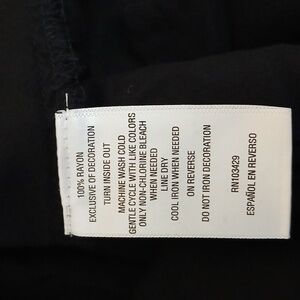 100% RAYON
EXCLUSIVE OF DECORATION
TURN INSIDE OUT
MACHINE WASH COLD
GENTLE CYCLE WITH LIKE COLORS
ONLY NON-CHLORINE BLEACH
WHEN NEEDED
LINE DRY
COOL IRON WHEN NEEDED
ON REVERSE
DO NOT IRON DECORATION
RN103429
ESPAÑOL EN REVERSO